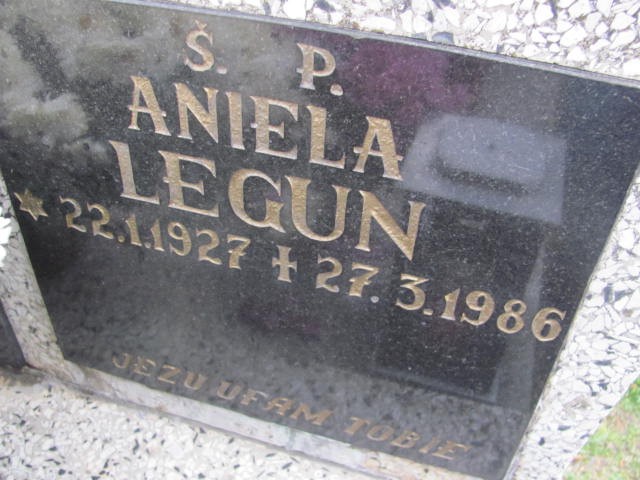 Š. P.
ANIELA
LEGUN
✶ 22.1.1927 ✝ 27.3.1986
JEZU UFAM TOBIE